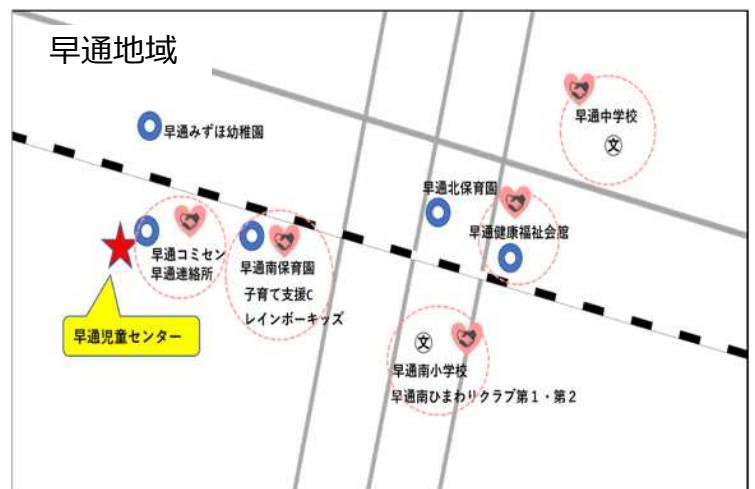 早通地域
早通中学校
文
早通みずほ幼稚園
早通北保育園
早通健康福祉会館
早通コミセン
早通連絡所
早通南保育園
子育て支援c
レインボーキッズ
早通児童センター
文
早通南小学校
早通南ひまわりクラブ第１・第２